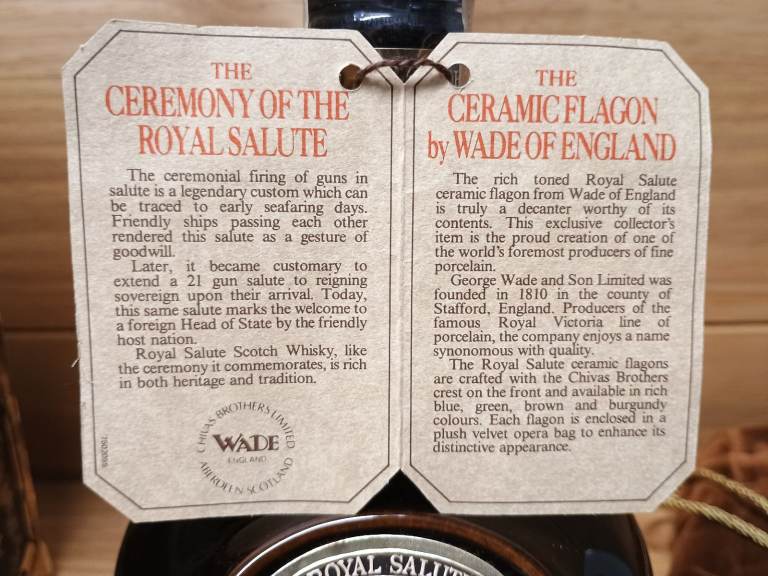 THE
CEREMONY OF THE
ROYAL SALUTE
The ceremonial firing of guns in
salute is a legendary custom which can
be traced to early seafaring days.
Friendly ships passing each other
rendered this salute as a gesture of
goodwill.
Later, it became customary to
extend a 21 gun salute to reigning
sovereign upon their arrival. Today,
this same salute marks the welcome to
a foreign Head of State by the friendly
host nation.
Royal Salute Scotch Whisky, like
the ceremony it commemorates, is rich
in both heritage and tradition.
CHIVAS BROTHERS LIMITED
WADE
ENGLAND
ABERDEEN SCOTLAND
THE
CERAMIC FLAGON
by WADE OF ENGLAND
The rich toned Royal Salute
ceramic flagon from Wade of England
is truly a decanter worthy of its
contents. This exclusive collector's
item is the proud creation of one of
the world's foremost producers of fine
porcelain.
George Wade and Son Limited was
founded in 1810 in the county of
Stafford, England. Producers of the
famous Royal Victoria line of
porcelain, the company enjoys a name
synonomous with quality.
The Royal Salute ceramic flagons
are crafted with the Chivas Brothers
crest on the front and available in rich
blue, green, brown and burgundy
colours. Each flagon is enclosed in a
plush velvet opera bag to enhance its
distinctive appearance.
ROYAL SALUTE